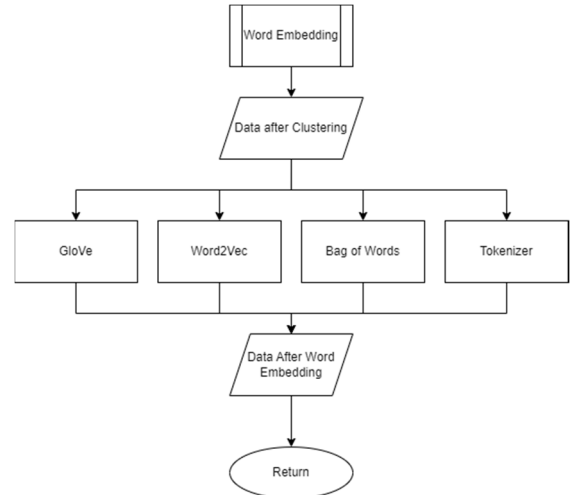 Word Embedding
Data after Clustering
GloVe
Word2Vec
Bag of Words
Tokenizer
Data After Word
Embedding
Return